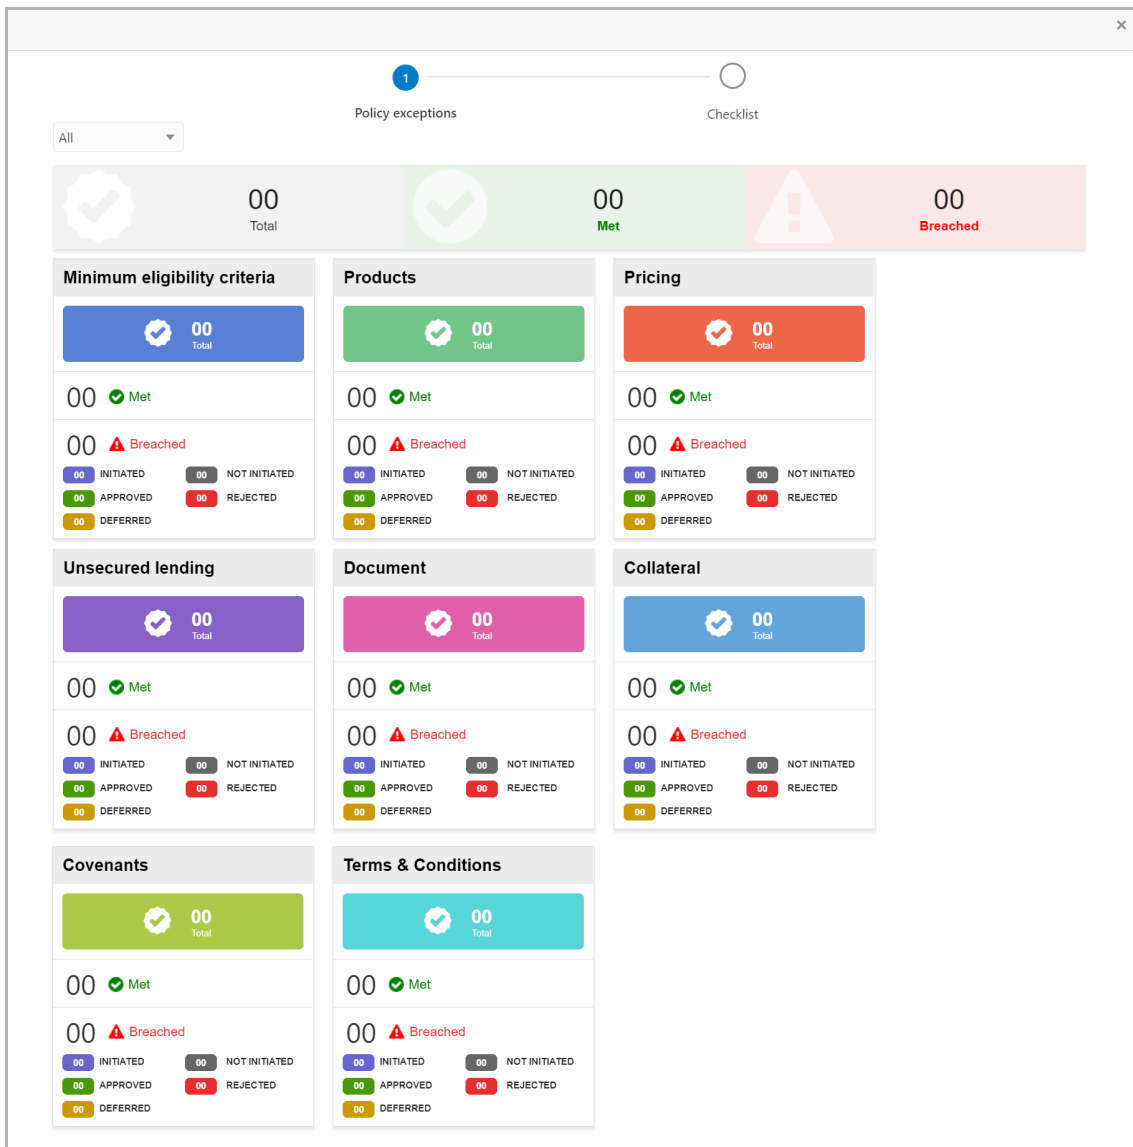 ×
1
Policy exceptions
Checklist
All
00
Total
00
Met
00
Breached
Minimum eligibility criteria
00
Total
00 Met
00 Breached
00 INITIATED 00 NOT INITIATED
00 APPROVED 00 REJECTED
00 DEFERRED
Products
00
Total
00 Met
00 Breached
00 INITIATED 00 NOT INITIATED
00 APPROVED 00 REJECTED
00 DEFERRED
Pricing
00
Total
00 Met
00 Breached
00 INITIATED 00 NOT INITIATED
00 APPROVED 00 REJECTED
00 DEFERRED
Unsecured lending
00
Total
00 Met
00 Breached
00 INITIATED 00 NOT INITIATED
00 APPROVED 00 REJECTED
00 DEFERRED
Document
00
Total
00 Met
00 Breached
00 INITIATED 00 NOT INITIATED
00 APPROVED 00 REJECTED
00 DEFERRED
Collateral
00
Total
00 Met
00 Breached
00 INITIATED 00 NOT INITIATED
00 APPROVED 00 REJECTED
00 DEFERRED
Covenants
00
Total
00 Met
00 Breached
00 INITIATED 00 NOT INITIATED
00 APPROVED 00 REJECTED
00 DEFERRED
Terms & Conditions
00
Total
00 Met
00 Breached
00 INITIATED 00 NOT INITIATED
00 APPROVED 00 REJECTED
00 DEFERRED